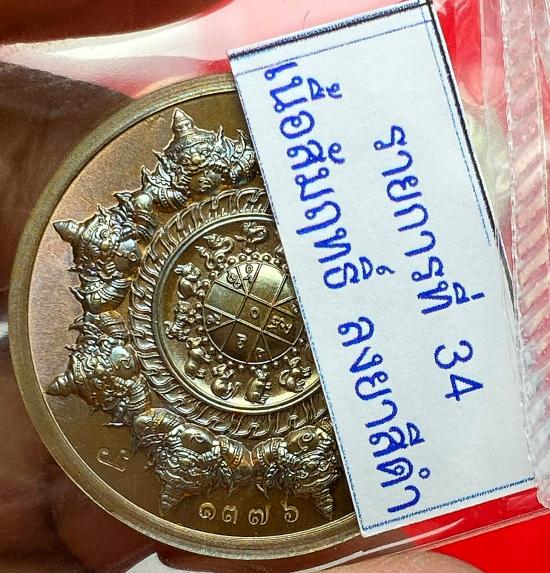 รายการที่ 34
เนื้อสัมฤทธิ์ ลงยาสีดำ
๑๓๗๖